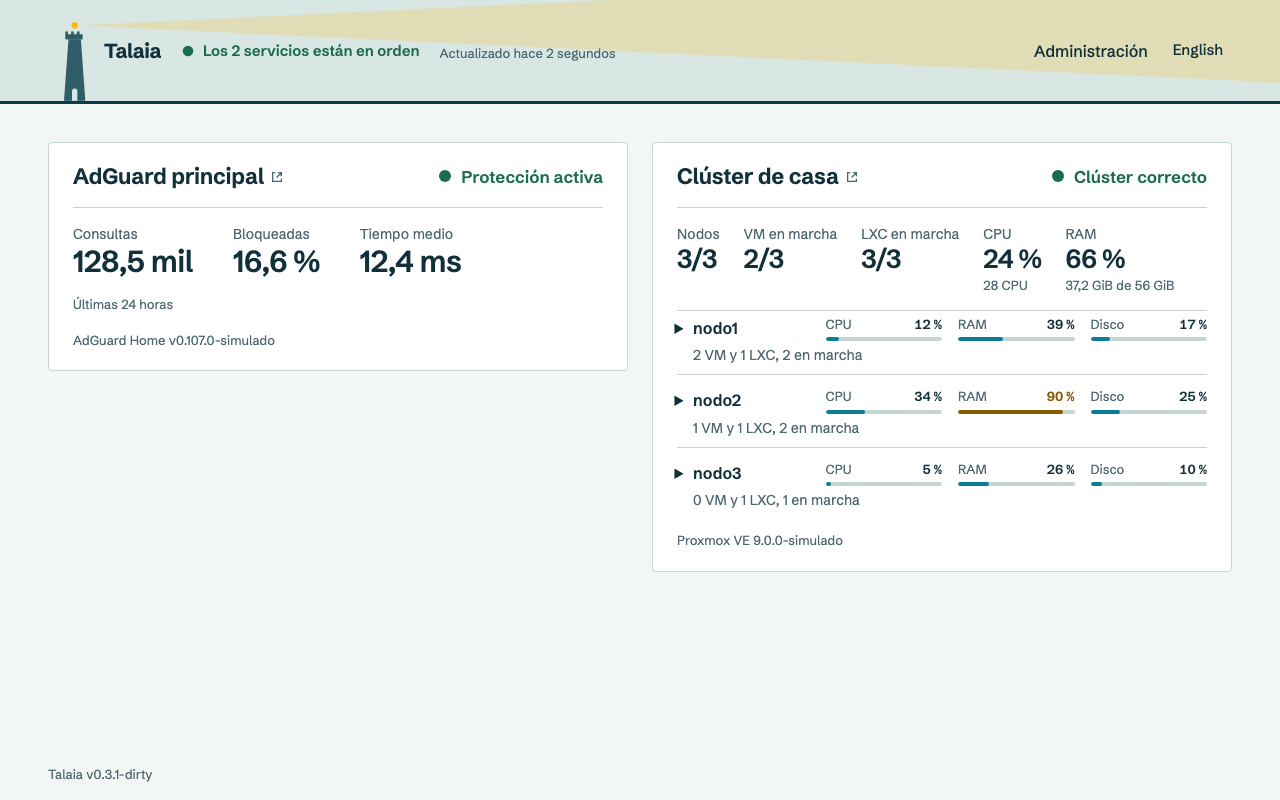 Talaia
Los 2 servicios están en orden
Actualizado hace 2 segundos
Administración
English
AdGuard principal
Protección activa
Consultas
Bloqueadas
Tiempo medio
128,5 mil
16,6 %
12,4 ms
Últimas 24 horas
AdGuard Home v0.107.0-simulado
Clúster de casa
Clúster correcto
Nodos
VM en marcha
LXC en marcha
CPU
RAM
3/3
2/3
3/3
24 %
66 %
28 CPU
37,2 GiB de 56 GiB
nodo1
CPU 12 %
RAM 39 %
Disco 17 %
2 VM y 1 LXC, 2 en marcha
nodo2
CPU 34 %
RAM 90 %
Disco 25 %
1 VM y 1 LXC, 2 en marcha
nodo3
CPU 5 %
RAM 26 %
Disco 10 %
0 VM y 1 LXC, 1 en marcha
Proxmox VE 9.0.0-simulado
Talaia v0.3.1-dirty